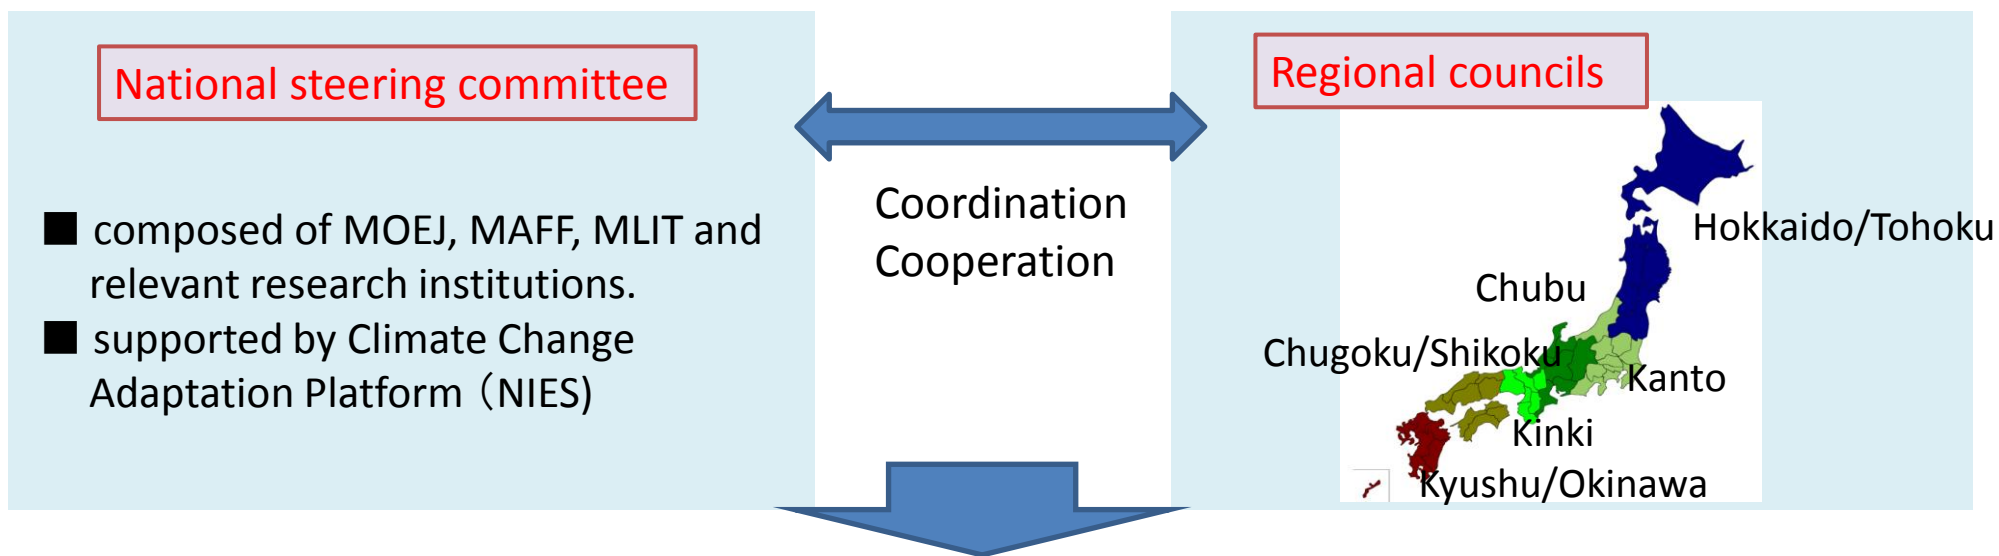 National steering committee
■ composed of MOEJ, MAFF, MLIT and
relevant research institutions.
■ supported by Climate Change
Adaptation Platform（NIES)
Coordination
Cooperation
Regional councils
Hokkaido/Tohoku
Chubu
Chugoku/Shikoku
Kanto
Kinki
Kyushu/Okinawa